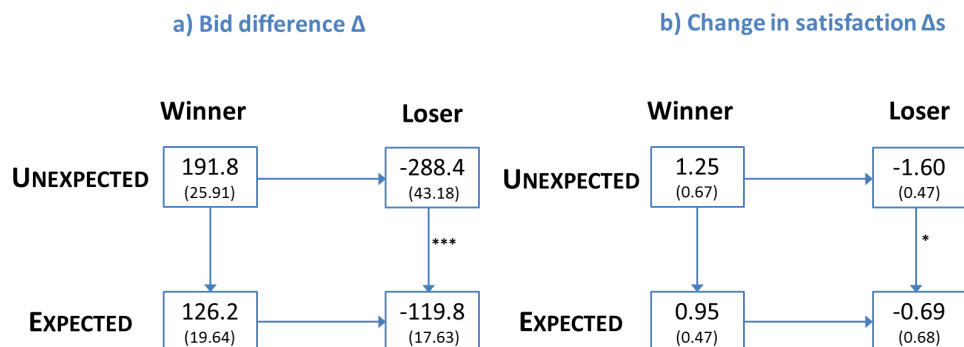 a) Bid difference Δ
Winner Loser
UNEXPECTED 191.8 -288.4
(25.91) (43.18)
***
EXPECTED 126.2 -119.8
(19.64) (17.63)
b) Change in satisfaction Δs
Winner Loser
UNEXPECTED 1.25 -1.60
(0.67) (0.47)
*
EXPECTED 0.95 -0.69
(0.47) (0.68)